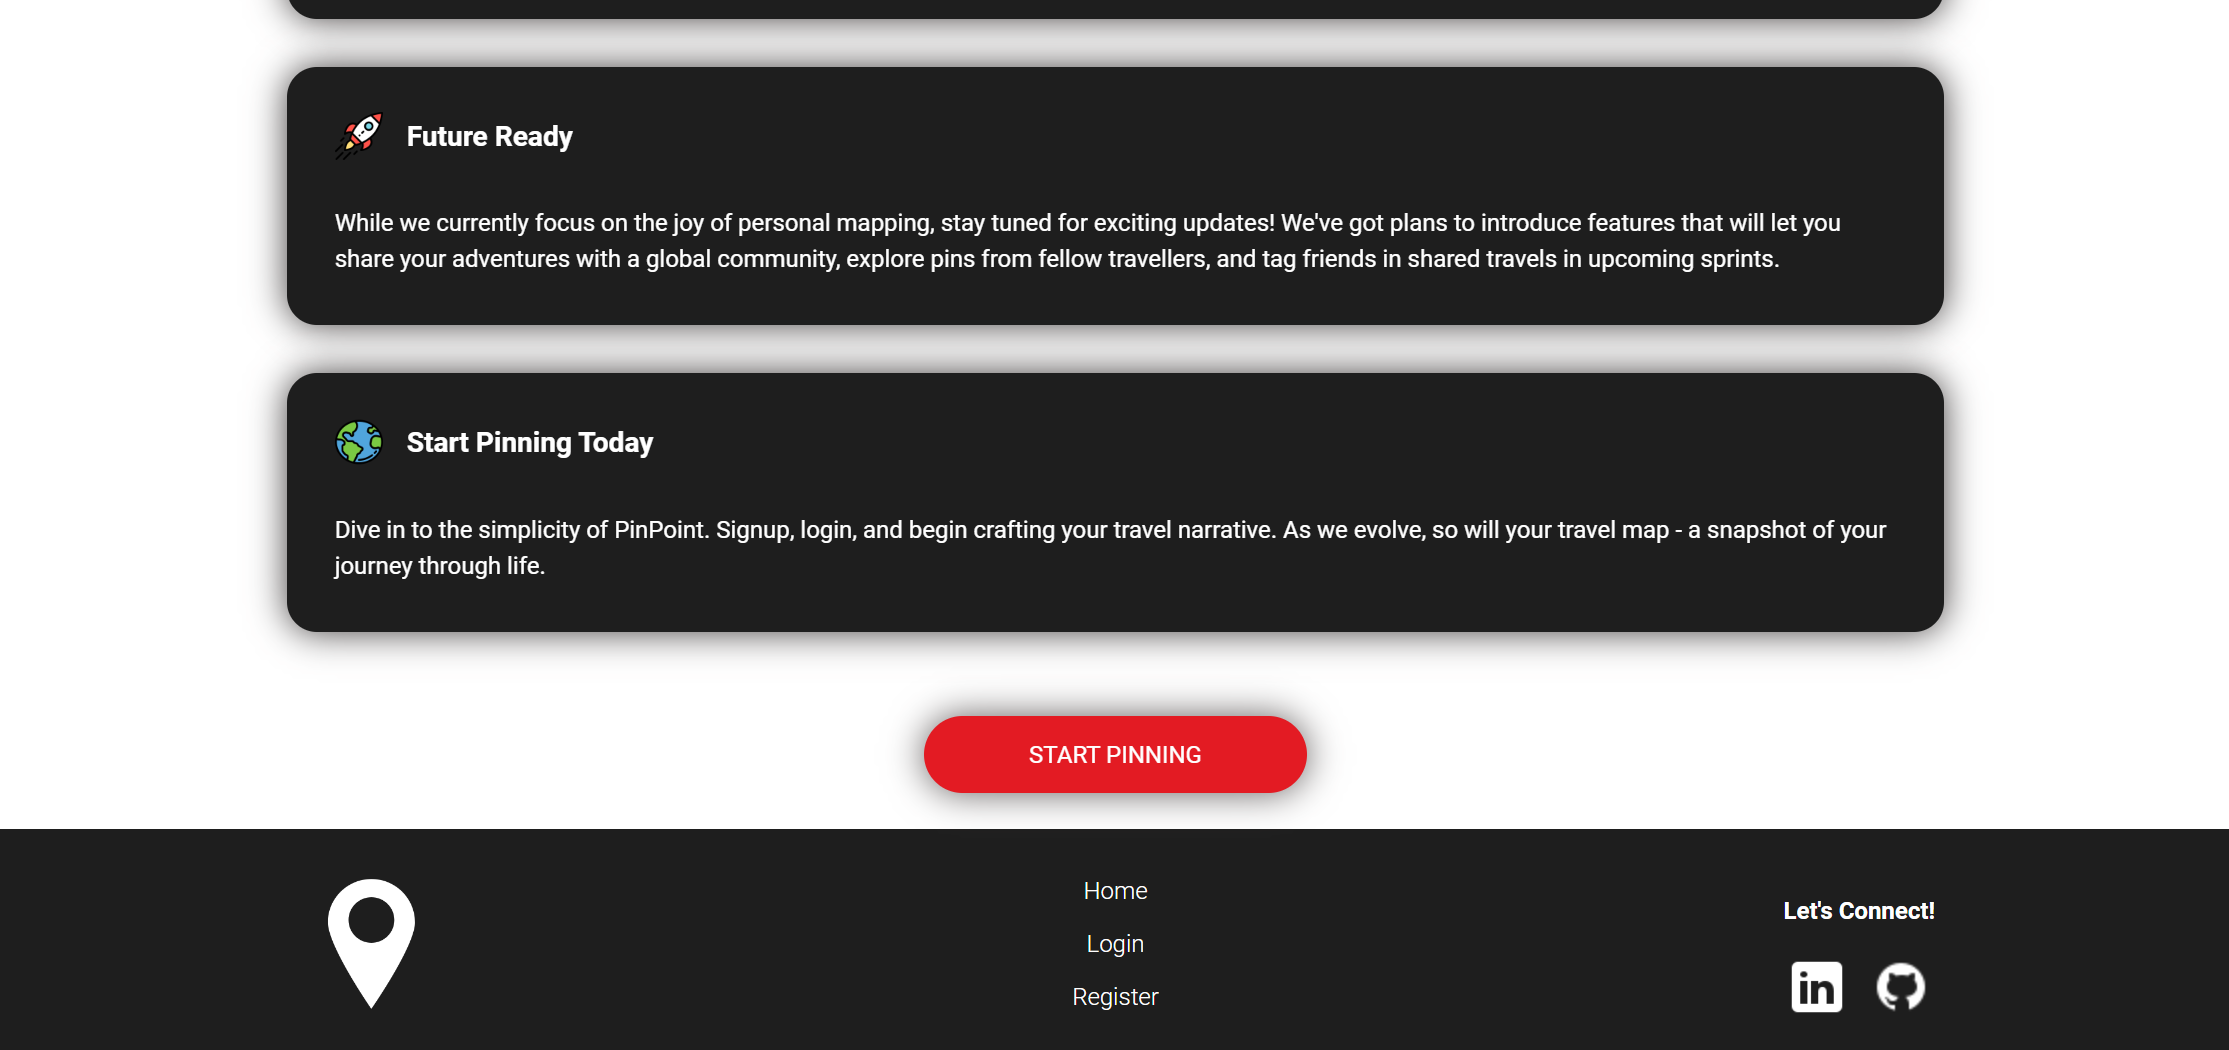 Future Ready
While we currently focus on the joy of personal mapping, stay tuned for exciting updates! We've got plans to introduce features that will let you
share your adventures with a global community, explore pins from fellow travellers, and tag friends in shared travels in upcoming sprints.
Start Pinning Today
Dive in to the simplicity of PinPoint. Signup, login, and begin crafting your travel narrative. As we evolve, so will your travel map - a snapshot of your
journey through life.
START PINNING
Home
Login
Register
Let's Connect!
in